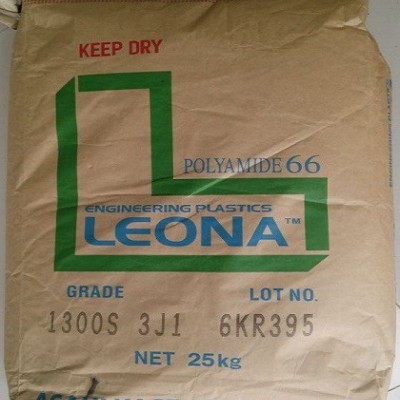 KEEP DRY
POLYAMIDE 66
ENGINEERING PLASTICS
LEONA™
GRADE LOT NO.
1300S 3J1 6KR395
NET 25kg